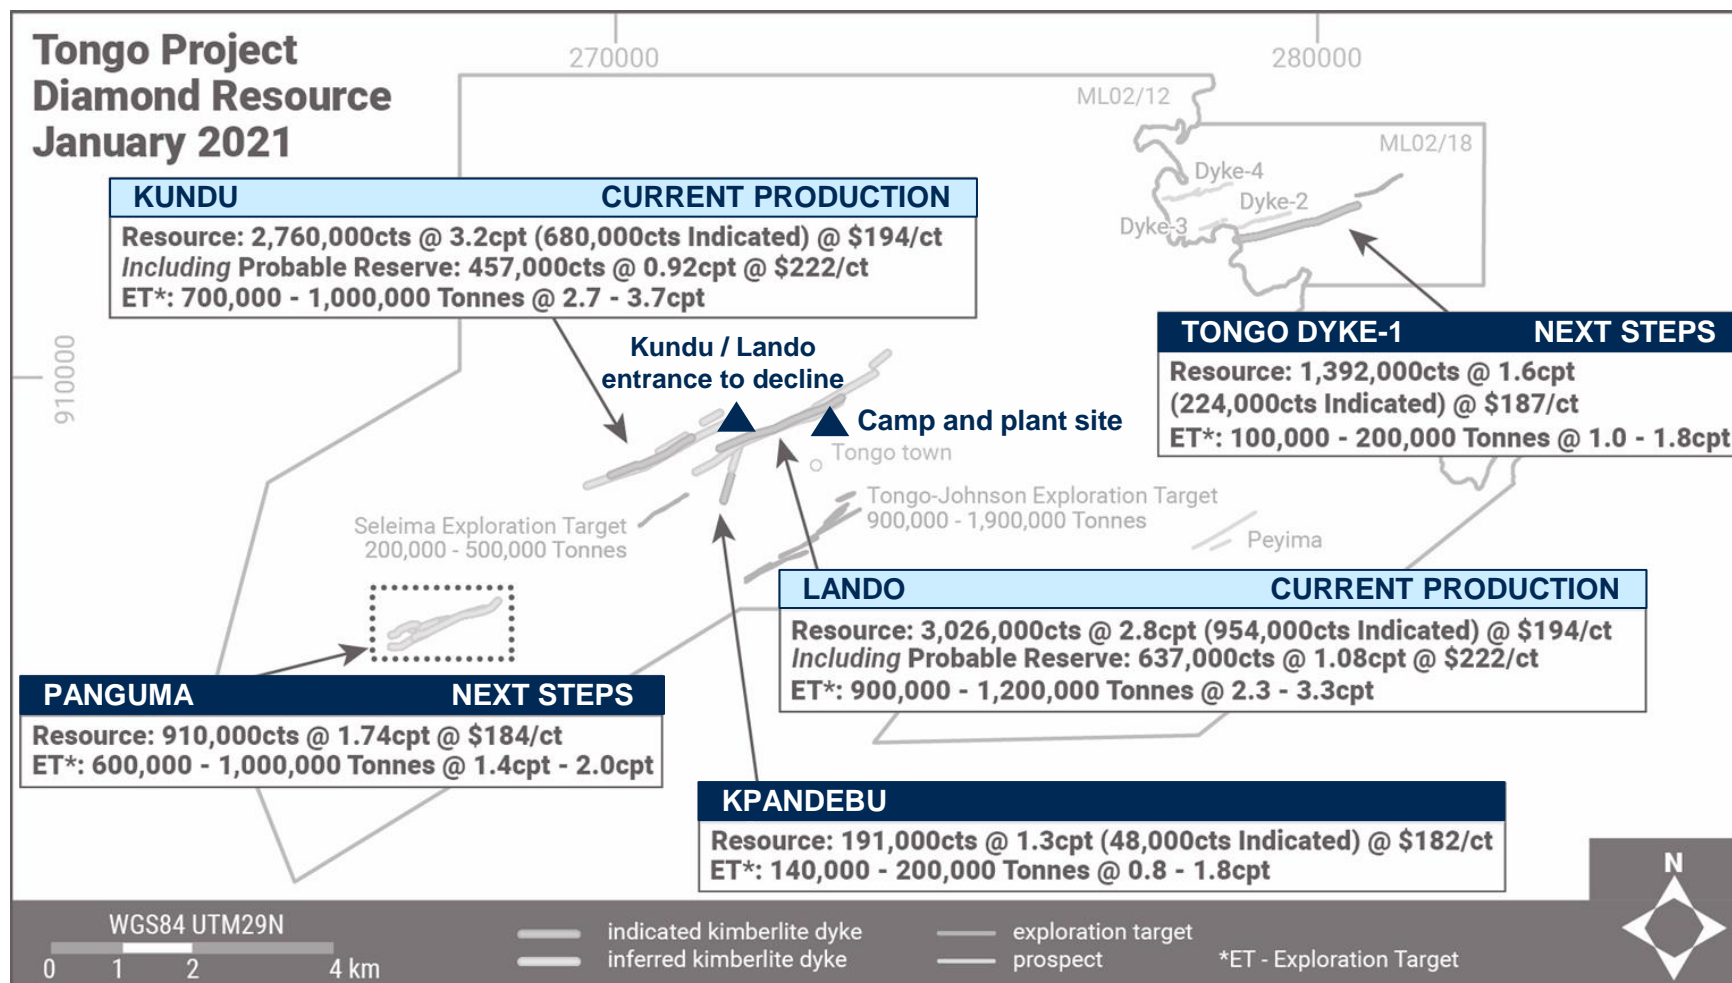 Tongo Project
Diamond Resource
January 2021
270000
280000
910000
ML02/12
ML02/18
Dyke-4
Dyke-2
Dyke-3
KUNDU CURRENT PRODUCTION
Resource: 2,760,000cts @ 3.2cpt (680,000cts Indicated) @ $194/ct
Including Probable Reserve: 457,000cts @ 0.92cpt @ $222/ct
ET*: 700,000 - 1,000,000 Tonnes @ 2.7 - 3.7cpt
TONGO DYKE-1 NEXT STEPS
Resource: 1,392,000cts @ 1.6cpt
(224,000cts Indicated) @ $187/ct
ET*: 100,000 - 200,000 Tonnes @ 1.0 - 1.8cpt
Kundu / Lando
entrance to decline
Camp and plant site
Tongo town
Tongo-Johnson Exploration Target
900,000 - 1,900,000 Tonnes
Seleima Exploration Target
200,000 - 500,000 Tonnes
Peyima
LANDO CURRENT PRODUCTION
Resource: 3,026,000cts @ 2.8cpt (954,000cts Indicated) @ $194/ct
Including Probable Reserve: 637,000cts @ 1.08cpt @ $222/ct
ET*: 900,000 - 1,200,000 Tonnes @ 2.3 - 3.3cpt
PANGUMA NEXT STEPS
Resource: 910,000cts @ 1.74cpt @ $184/ct
ET*: 600,000 - 1,000,000 Tonnes @ 1.4cpt - 2.0cpt
KPANDEBU
Resource: 191,000cts @ 1.3cpt (48,000cts Indicated) @ $182/ct
ET*: 140,000 - 200,000 Tonnes @ 0.8 - 1.8cpt
WGS84 UTM29N
0 1 2 4 km
indicated kimberlite dyke
inferred kimberlite dyke
exploration target
prospect
*ET - Exploration Target
N